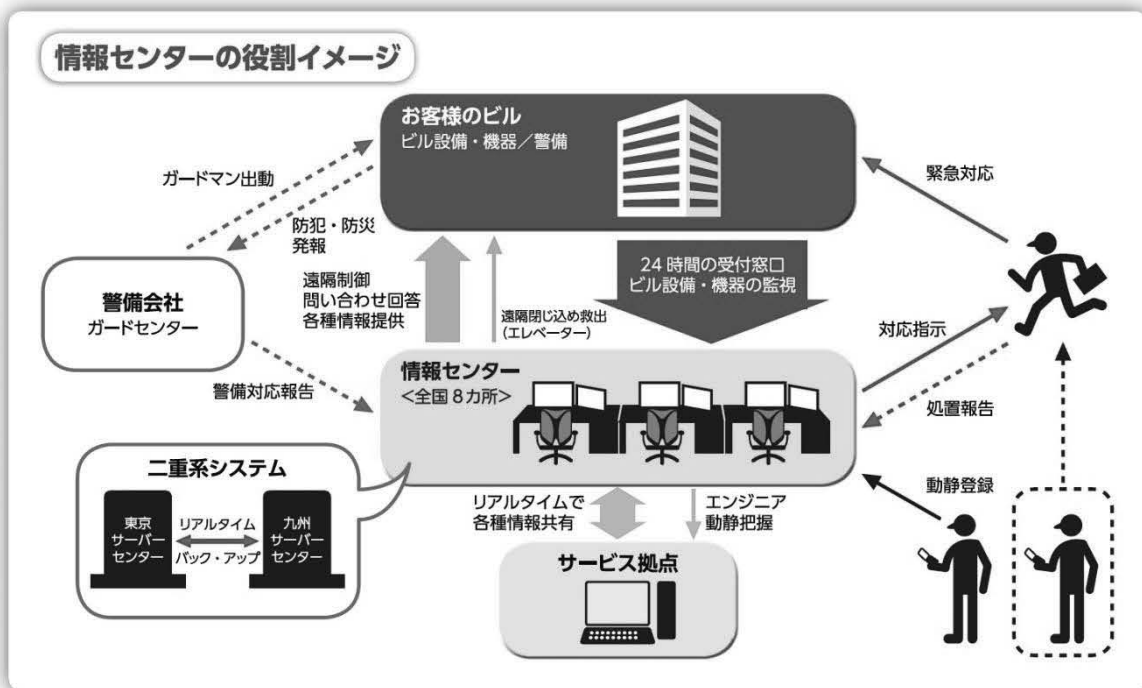 情報センターの役割イメージ
お客様のビル
ビル設備・機器／警備
ガードマン出動
防犯・防災
発報
緊急対応
警備会社
ガードセンター
遠隔制御
問い合わせ回答
各種情報提供
遠隔閉じ込め救出
(エレベーター)
24時間の受付窓口
ビル設備・機器の監視
対応指示
警備対応報告
情報センター
＜全国8カ所＞
処置報告
二重系システム
東京
サーバー
センター
リアルタイム
バック・アップ
九州
サーバー
センター
リアルタイムで
各種情報共有
エンジニア
動静把握
動静登録
サービス拠点